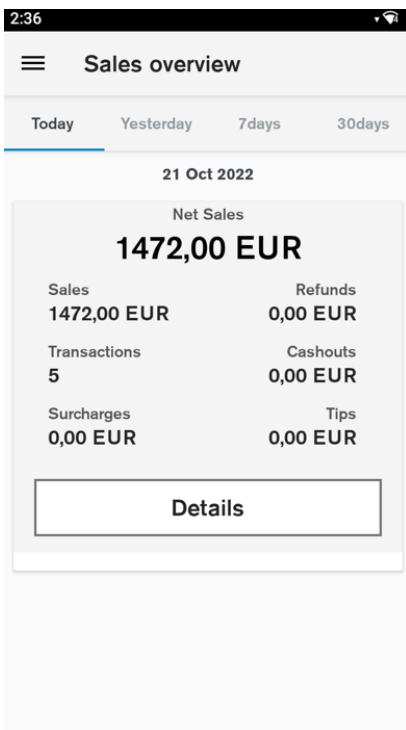 2:36
Sales overview
Today Yesterday 7days 30days
21 Oct 2022
Net Sales
1472,00 EUR
Sales Refunds
1472,00 EUR 0,00 EUR
Transactions Cashouts
5 0,00 EUR
Surcharges Tips
0,00 EUR 0,00 EUR
Details